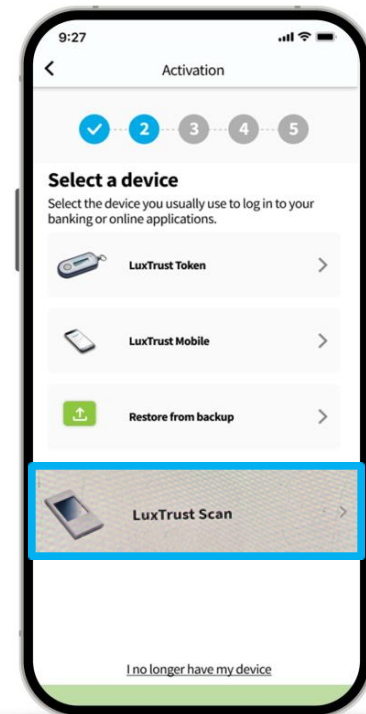 9:27
Activation
2 3 4 5
Select a device
Select the device you usually use to log in to your
banking or online applications.
LuxTrust Token
LuxTrust Mobile
Restore from backup
LuxTrust Scan
I no longer have my device